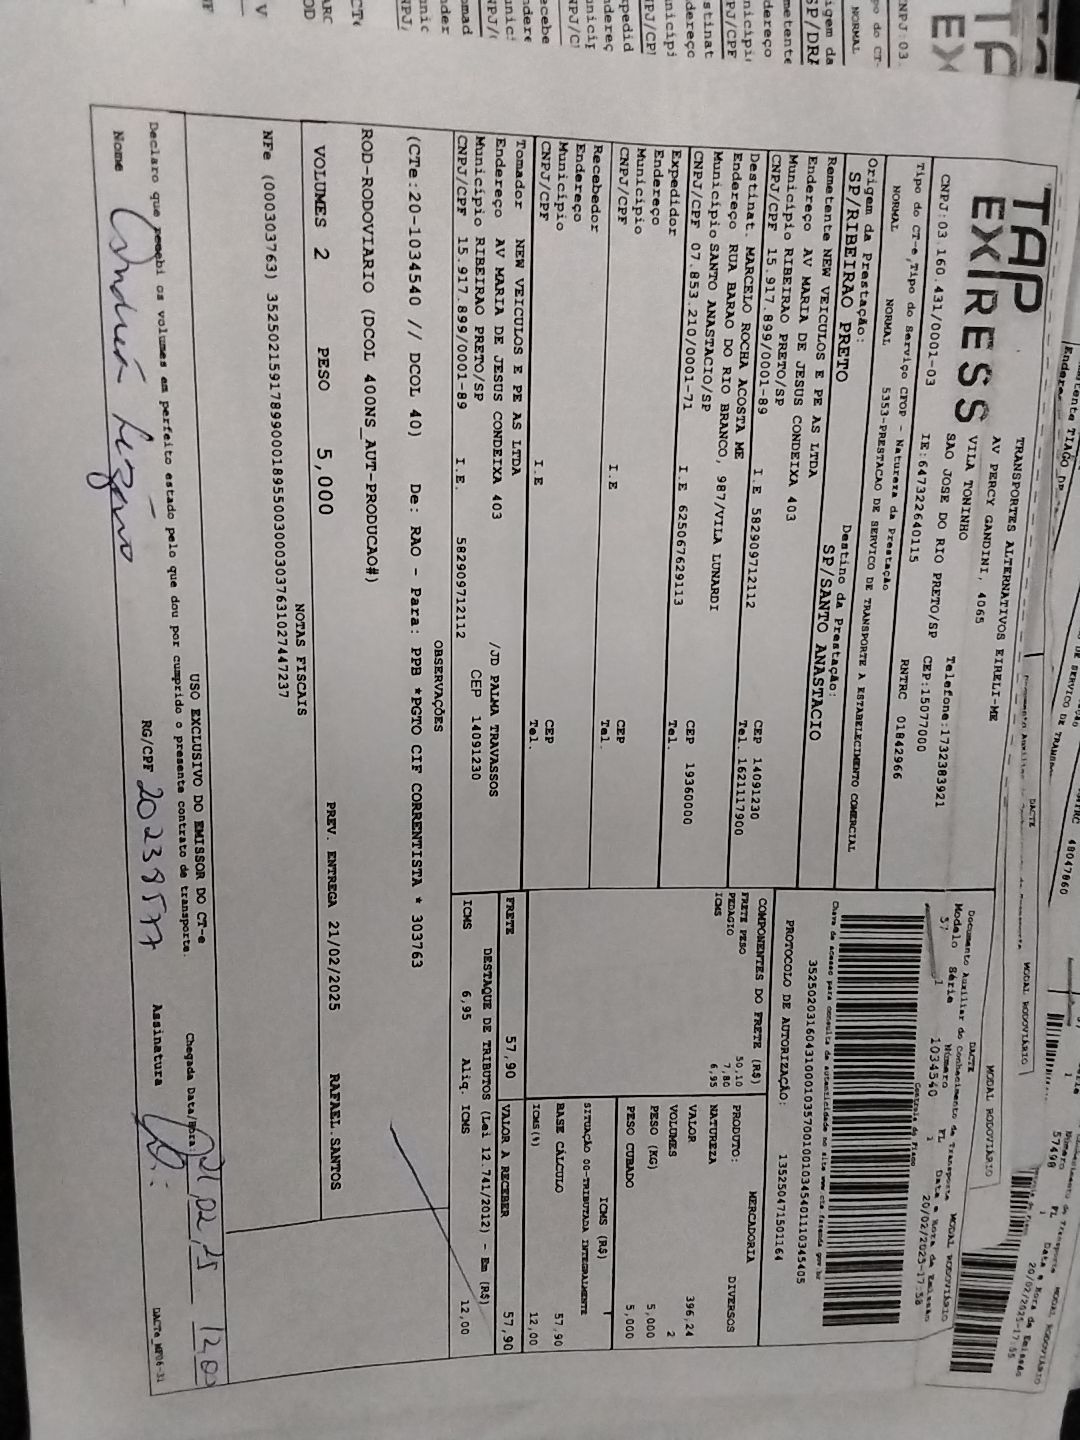 TAP EXPRESS
TRANSPORTES ALTERNATIVOS EIRELI-ME
AV PERCY GANDINI, 4065
VILA TONINHO
SAO JOSE DO RIO PRETO/SP
Telefone:1732383921
CNPJ:03.160.431/0001-03
IE:647322640115
CEP:15077000
RNTRC 01842966
Tipo do CT-e,Tipo do Serviço CFOP - Natureza da Prestação
NORMAL NORMAL 5353-PRESTACAO DE SERVICO DE TRANSPORTE A ESTABELECIMENTO COMERCIAL
MODAL RODOVIÁRIO
DACTE
Documento Auxiliar do Conhecimento de Transporte MODAL RODOVIÁRIO
Modelo Série Número FL Data e Hora de Emissão
57 1 1034540 1 20/02/2025-17:58
Controle do Fisco
Chave de acesso para consulta de autenticidade no site www.cte.fazenda.gov.br
35250203160431000103570010010345401110345405
PROTOCOLO DE AUTORIZAÇÃO: 135250471501164
Origem da Prestação: Destino da Prestação:
SP/RIBEIRAO PRETO SP/SANTO ANASTACIO
Remetente NEW VEICULOS E PE AS LTDA
Endereço AV MARIA DE JESUS CONDEIXA 403
Município RIBEIRAO PRETO/SP CEP 14091230
CNPJ/CPF 15.917.899/0001-89 I.E 582909712112 Tel. 16211117900
Destinat. MARCELO ROCHA ACOSTA ME
Endereço RUA BARAO DO RIO BRANCO, 987/VILA LUNARDI
Município SANTO ANASTACIO/SP CEP 19360000
CNPJ/CPF 07.853.210/0001-71 I.E 625067629113 Tel.
Expedidor
Endereço
Município CEP
CNPJ/CPF I.E Tel.
Recebedor
Endereço
Município CEP
CNPJ/CPF I.E Tel.
Tomador NEW VEICULOS E PE AS LTDA
Endereço AV MARIA DE JESUS CONDEIXA 403 /JD PALMA TRAVASSOS
Município RIBEIRAO PRETO/SP CEP 14091230
CNPJ/CPF 15.917.899/0001-89 I.E. 582909712112
COMPONENTES DO FRETE (R$)
FRETE PESO 50,10
PEDAGIO 7,80
ICMS 6,95
FRETE 57,90
PRODUTO: MERCADORIA
NATUREZA DIVERSOS
VALOR 396,24
VOLUMES 2
PESO (KG) 5,000
PESO CUBADO 5,000
ICMS (R$)
SITUAÇÃO 00-TRIBUTADA INTEGRALMENTE
BASE CÁLCULO 57,90
ICMS(%) 12,00
VALOR A RECEBER 57,90
DESTAQUE DE TRIBUTOS (Lei 12.741/2012) - Em (R$)
ICMS 6,95 Aliq. ICMS 12,00
OBSERVAÇÕES
(CTe:20-1034540 // DCOL 40) De: RAO - Para: PPB *PGTO CIF CORRENTISTA * 303763
ROD-RODOVIARIO (DCOL 400NS_AUT-PRODUCAO#)
VOLUMES 2 PESO 5,000 PREV. ENTREGA 21/02/2025 RAFAEL.SANTOS
NOTAS FISCAIS
NFe (000303763) 35250215917899000189550030003037631027447237
USO EXCLUSIVO DO EMISSOR DO CT-e
Declaro que recebi os volumes em perfeito estado pelo que dou por cumprido o presente contrato de transporte.
Chegada Data/Hora 21,02,25 12,00
Nome
RG/CPF 20238577
Assinatura
DACTe_MF06-31